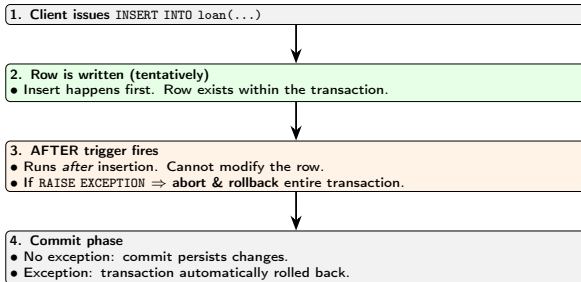 1. Client issues INSERT INTO loan(...)
2. Row is written (tentatively)
• Insert happens first. Row exists within the transaction.
3. AFTER trigger fires
• Runs after insertion. Cannot modify the row.
• If RAISE EXCEPTION ⇒ abort & rollback entire transaction.
4. Commit phase
• No exception: commit persists changes.
• Exception: transaction automatically rolled back.